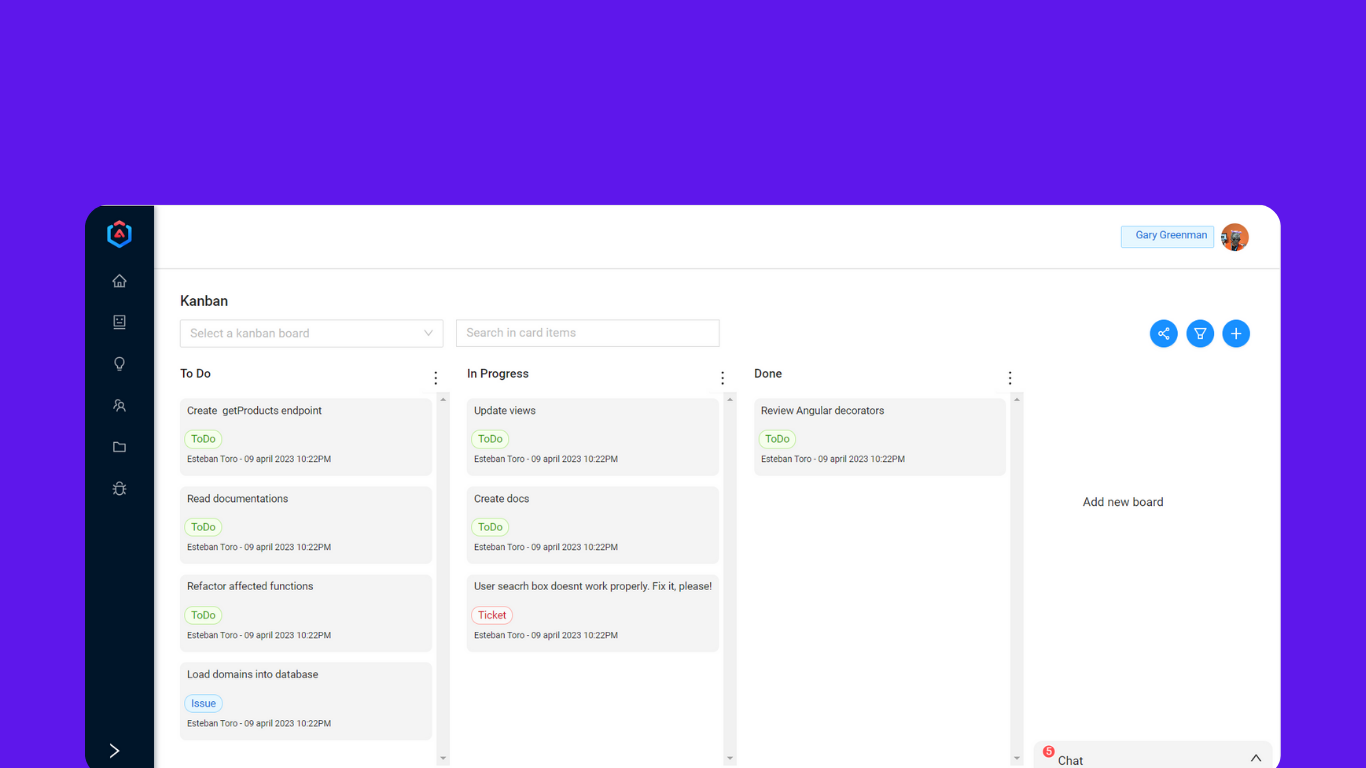 Gary Greenman
Kanban
Select a kanban board
Search in card items
To Do
Create getProducts endpoint
ToDo
Esteban Toro - 09 april 2023 10:22PM
Read documentations
ToDo
Esteban Toro - 09 april 2023 10:22PM
Refactor affected functions
ToDo
Esteban Toro - 09 april 2023 10:22PM
Load domains into database
Issue
Esteban Toro - 09 april 2023 10:22PM
In Progress
Update views
ToDo
Esteban Toro - 09 april 2023 10:22PM
Create docs
ToDo
Esteban Toro - 09 april 2023 10:22PM
User seacrh box doesnt work properly. Fix it, please!
Ticket
Esteban Toro - 09 april 2023 10:22PM
Done
Review Angular decorators
ToDo
Esteban Toro - 09 april 2023 10:22PM
Add new board
5
Chat